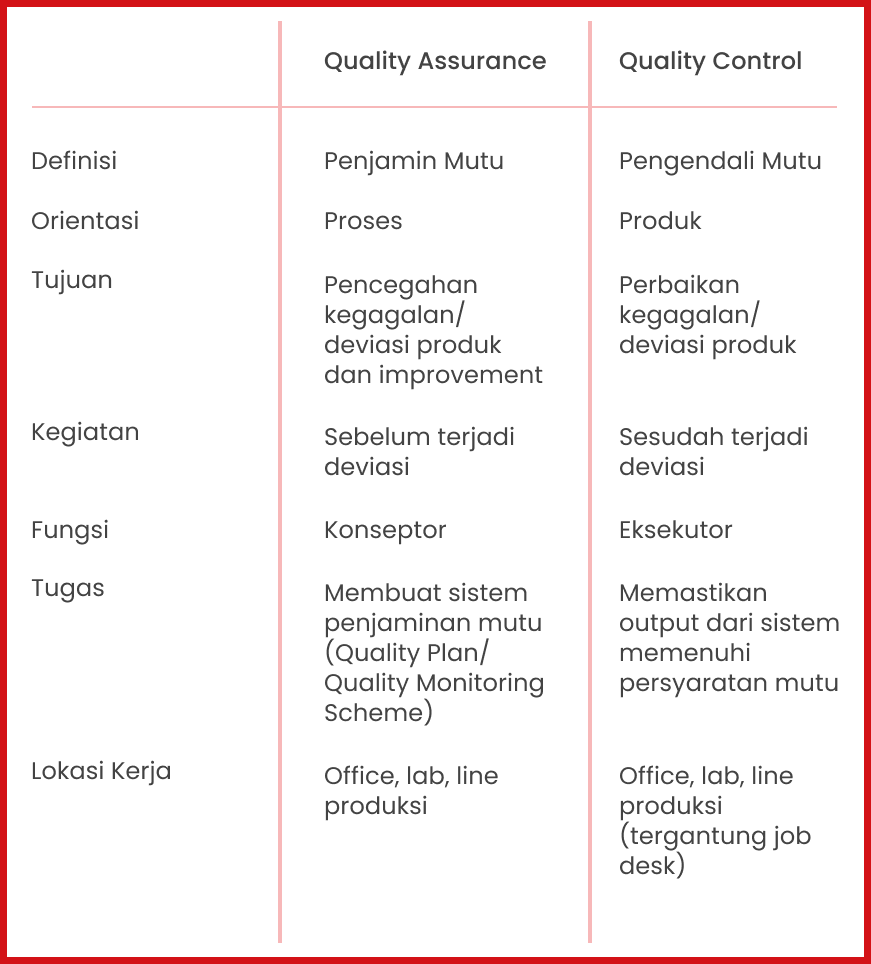 Quality Assurance
Quality Control
Definisi
Penjamin Mutu
Pengendali Mutu
Orientasi
Proses
Produk
Tujuan
Pencegahan
kegagalan/
deviasi produk
dan improvement
Perbaikan
kegagalan/
deviasi produk
Kegiatan
Sebelum terjadi
deviasi
Sesudah terjadi
deviasi
Fungsi
Konseptor
Eksekutor
Tugas
Membuat sistem
penjaminan mutu
(Quality Plan/
Quality Monitoring
Scheme)
Memastikan
output dari sistem
memenuhi
persyaratan mutu
Lokasi Kerja
Office, lab, line
produksi
Office, lab, line
produksi
(tergantung job
desk)